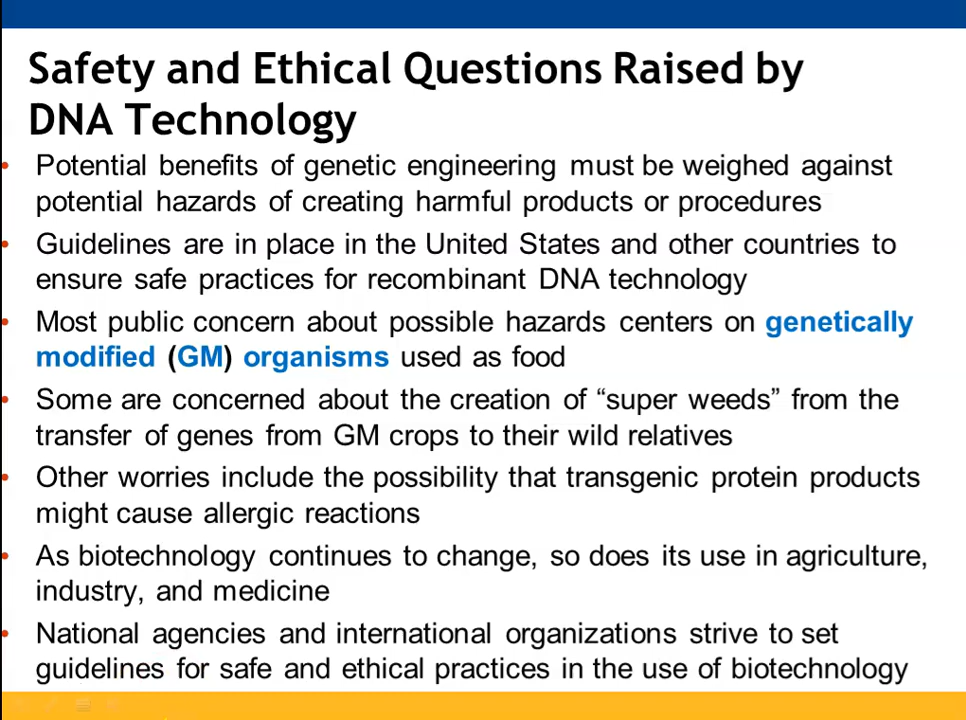 Safety and Ethical Questions Raised by
DNA Technology
• Potential benefits of genetic engineering must be weighed against
potential hazards of creating harmful products or procedures
• Guidelines are in place in the United States and other countries to
ensure safe practices for recombinant DNA technology
• Most public concern about possible hazards centers on genetically
modified (GM) organisms used as food
• Some are concerned about the creation of “super weeds” from the
transfer of genes from GM crops to their wild relatives
• Other worries include the possibility that transgenic protein products
might cause allergic reactions
• As biotechnology continues to change, so does its use in agriculture,
industry, and medicine
• National agencies and international organizations strive to set
guidelines for safe and ethical practices in the use of biotechnology